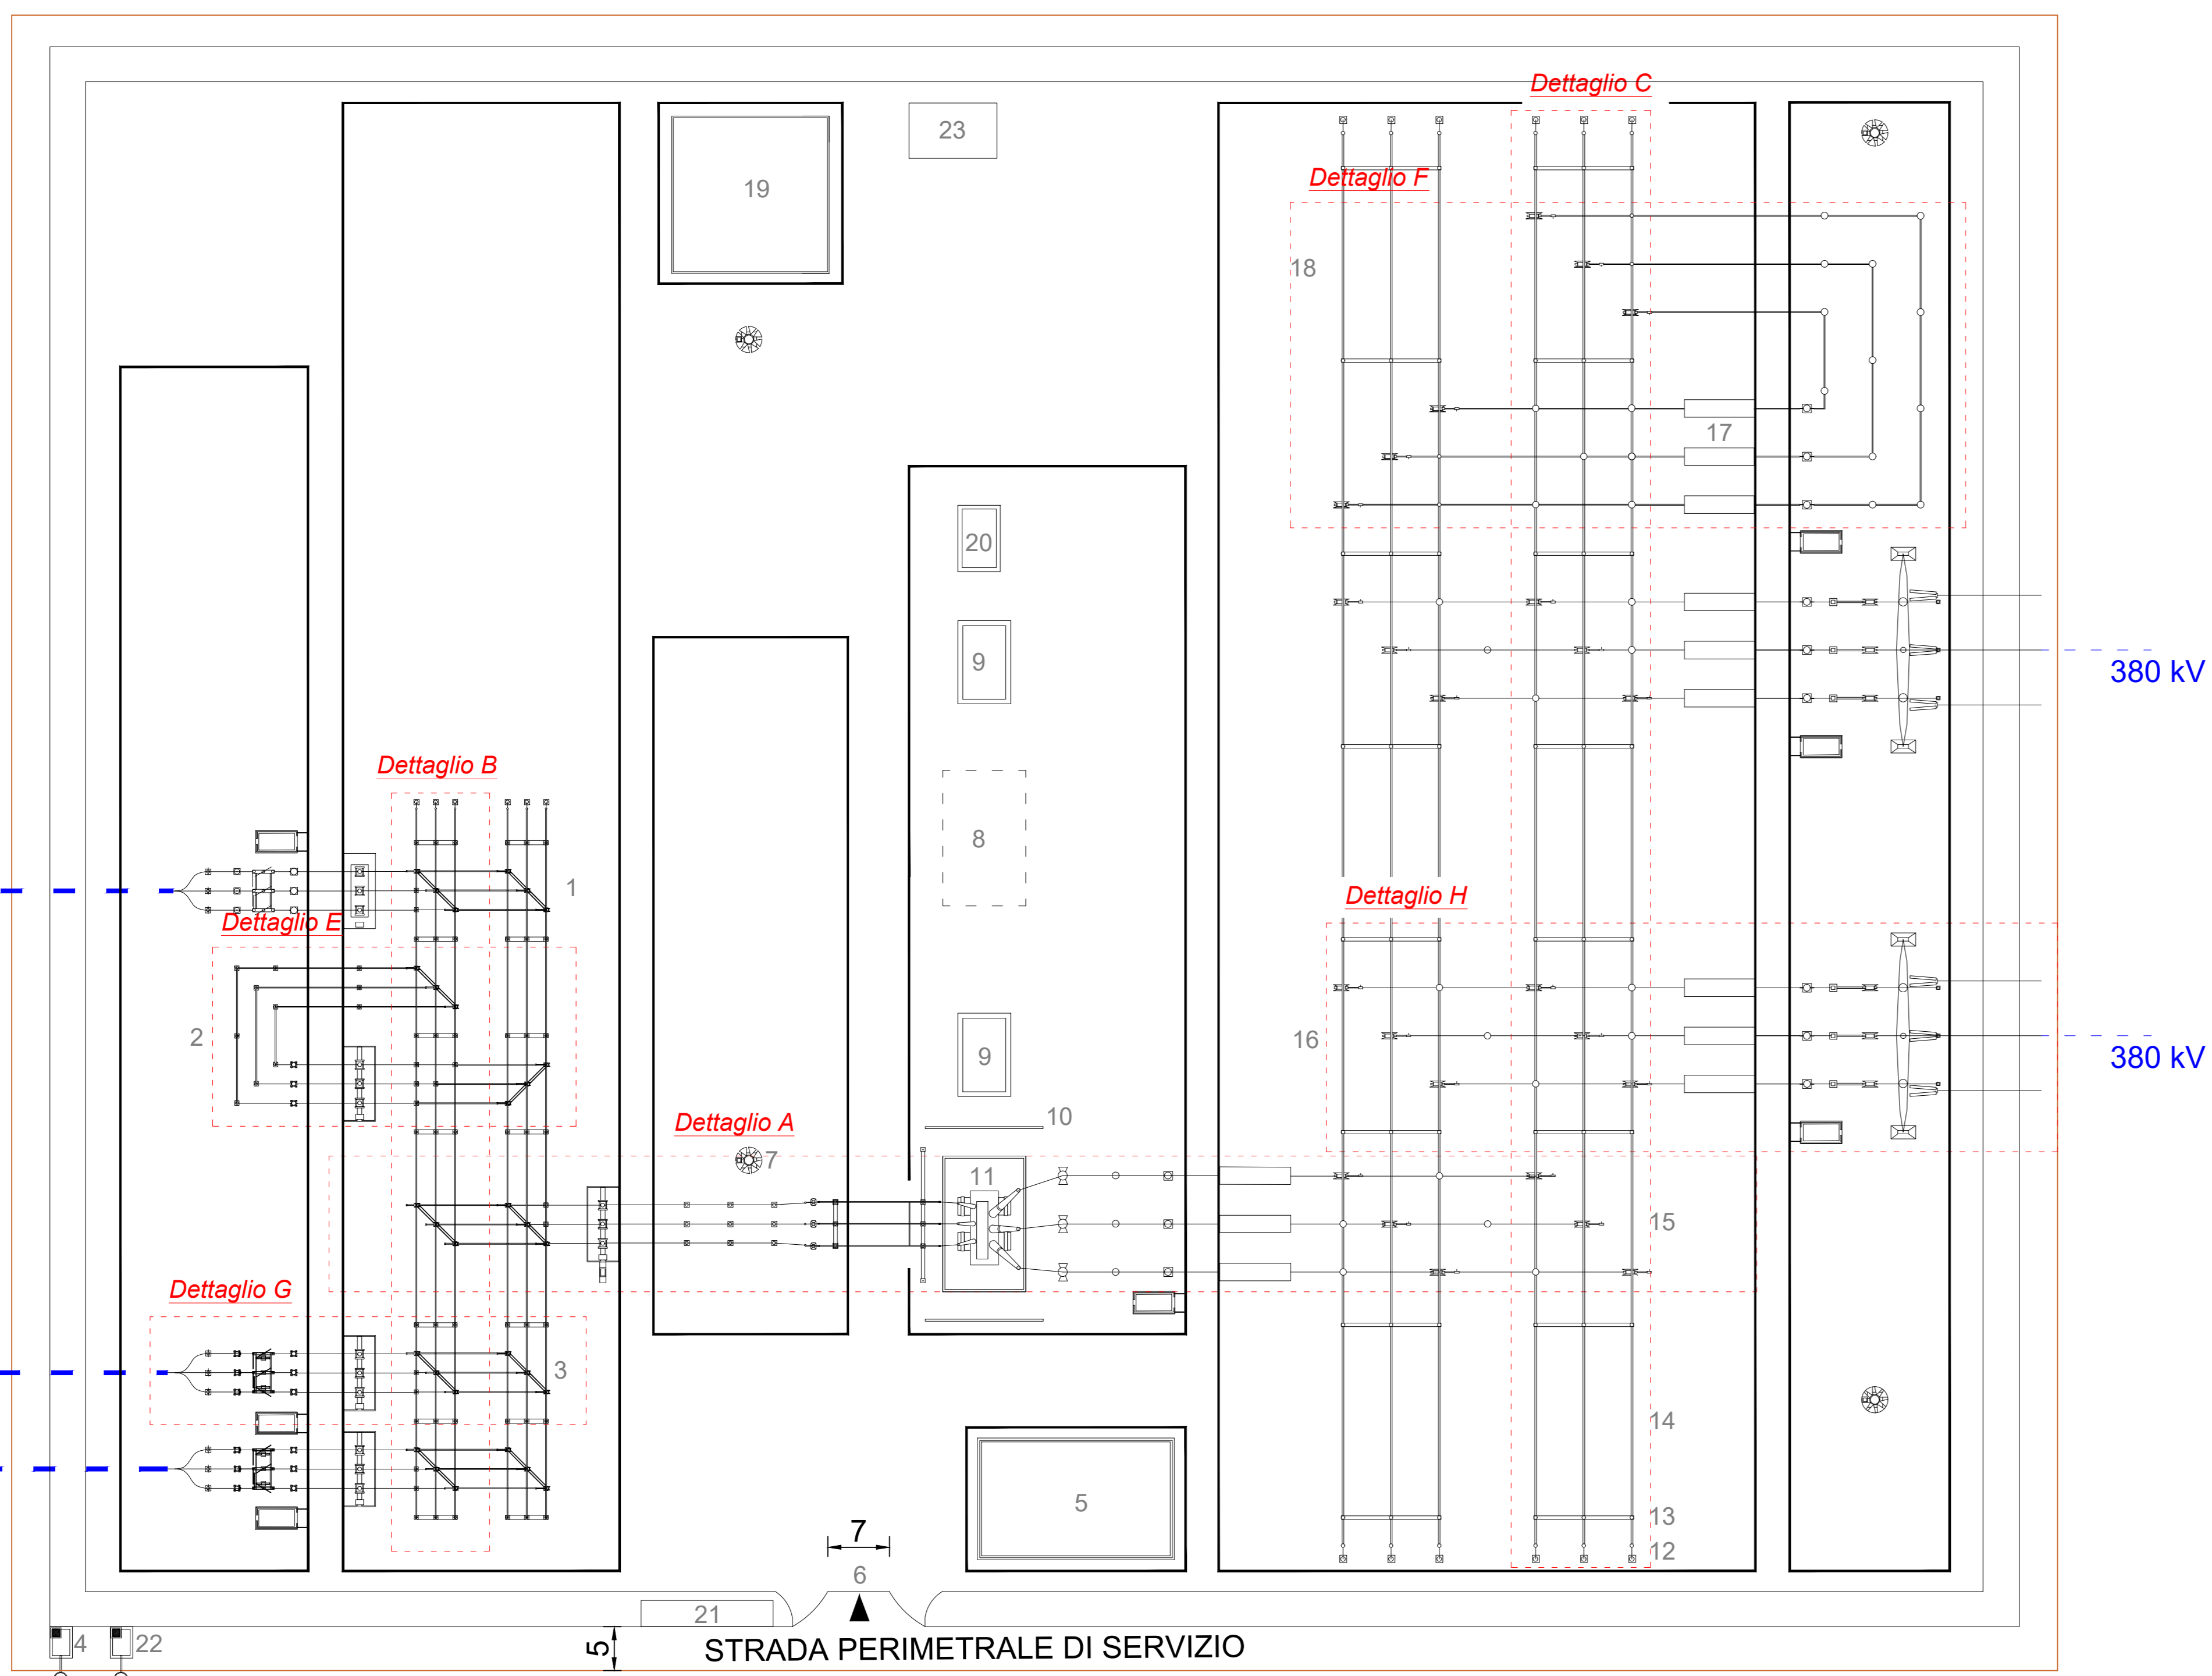 Dettaglio C
23
19
Dettaglio F
18
17
20
9
380 kV
Dettaglio B
8
1
Dettaglio H
Dettaglio E
2
16
9
380 kV
10
Dettaglio A
7
11
15
Dettaglio G
3
14
5
13
7
12
6
21
4
22
5
STRADA PERIMETRALE DI SERVIZIO